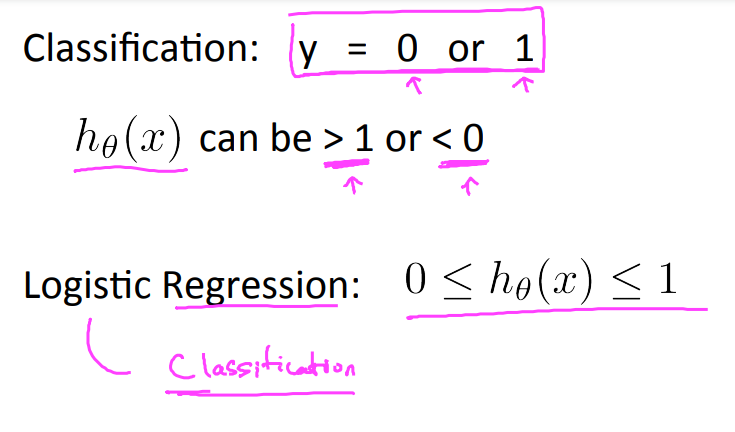 Classification: y = 0 or 1
hθ(x) can be > 1 or < 0
Logistic Regression: 0 ≤ hθ(x) ≤ 1
Classification